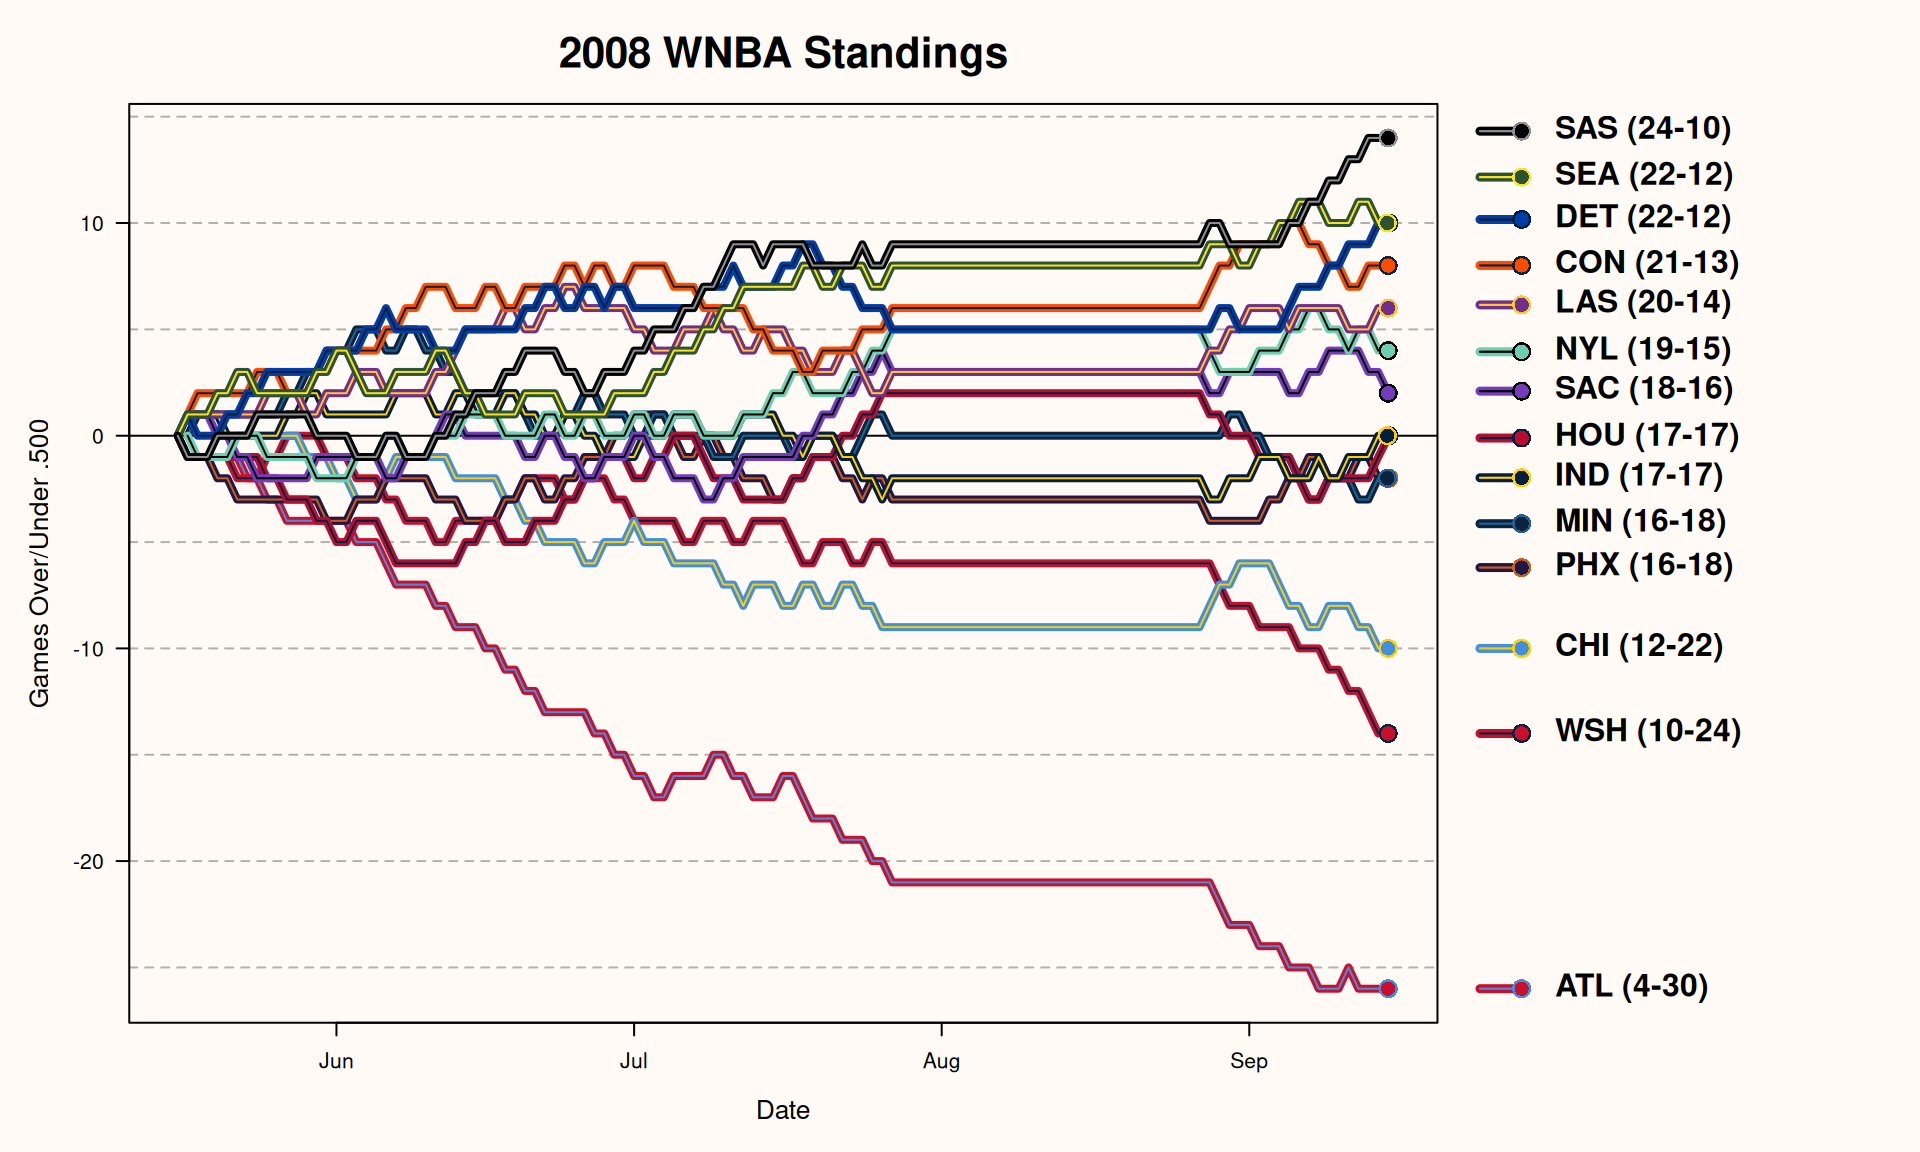 2008 WNBA Standings
SAS (24-10)
SEA (22-12)
DET (22-12)
CON (21-13)
LAS (20-14)
NYL (19-15)
SAC (18-16)
HOU (17-17)
IND (17-17)
MIN (16-18)
PHX (16-18)
CHI (12-22)
WSH (10-24)
ATL (4-30)
Games Over/Under .500
10
0
-10
-20
Jun
Jul
Aug
Sep
Date